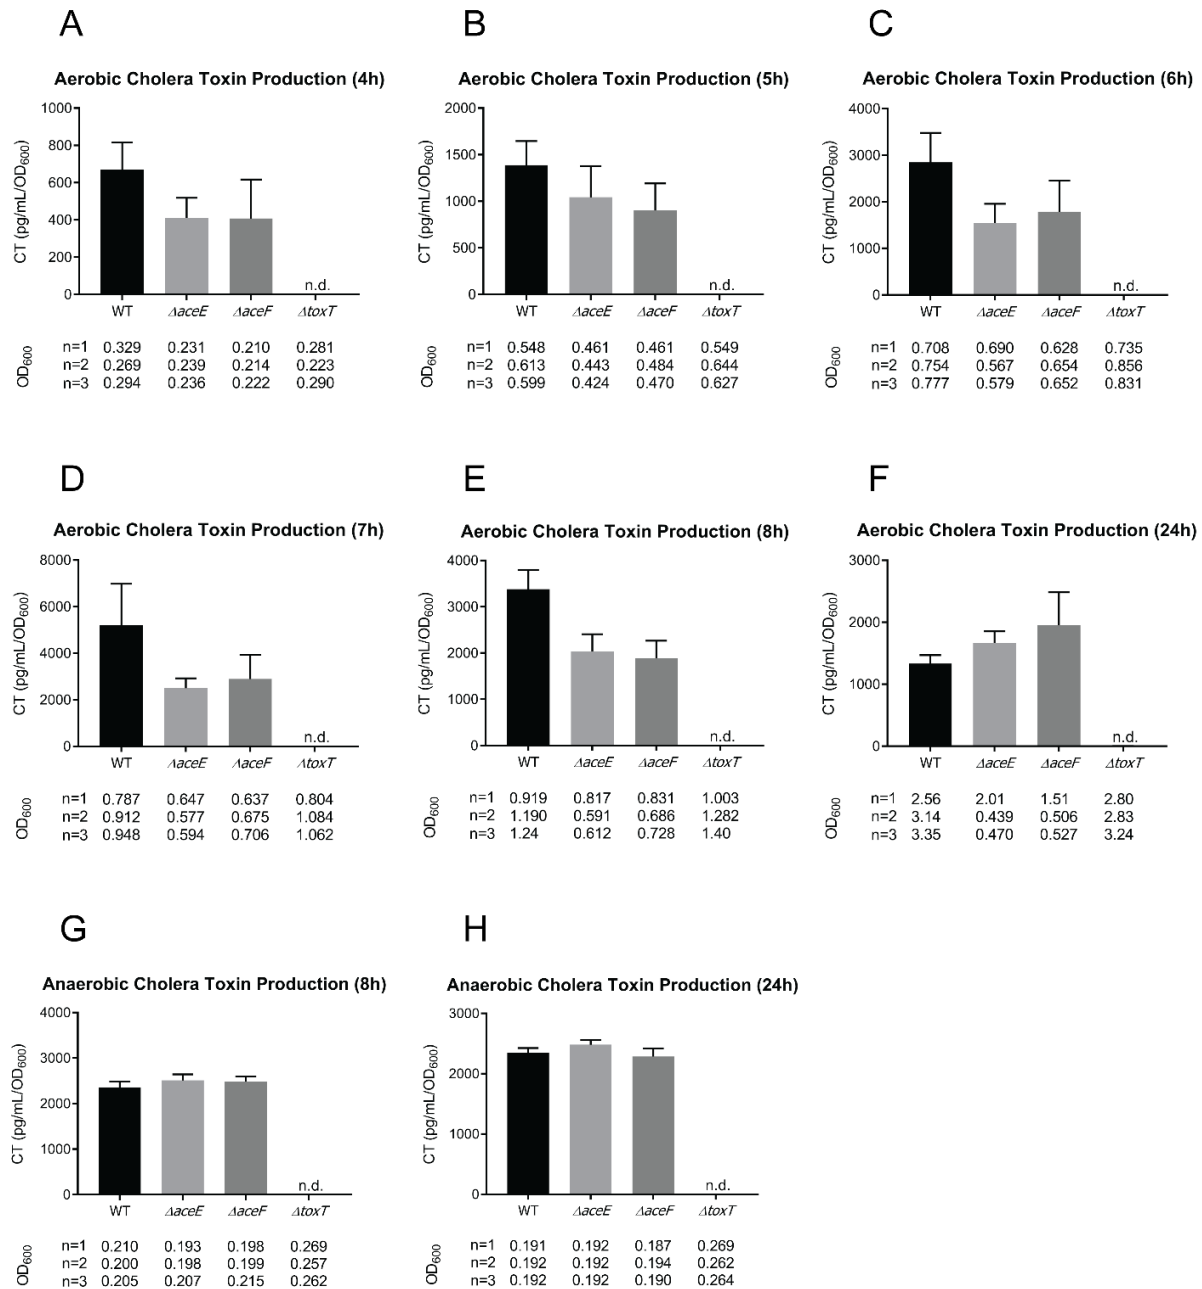 A
Aerobic Cholera Toxin Production (4h)
CT (pg/mL/OD600)
1000
800
600
400
200
0
n.d.
WT ΔaceE ΔaceF ΔtoxT
OD600
n=1 0.329 0.231 0.210 0.281
n=2 0.269 0.239 0.214 0.223
n=3 0.294 0.236 0.222 0.290
B
Aerobic Cholera Toxin Production (5h)
CT (pg/mL/OD600)
2000
1500
1000
500
0
n.d.
WT ΔaceE ΔaceF ΔtoxT
OD600
n=1 0.548 0.461 0.461 0.549
n=2 0.613 0.443 0.484 0.644
n=3 0.599 0.424 0.470 0.627
C
Aerobic Cholera Toxin Production (6h)
CT (pg/mL/OD600)
4000
3000
2000
1000
0
n.d.
WT ΔaceE ΔaceF ΔtoxT
OD600
n=1 0.708 0.690 0.628 0.735
n=2 0.754 0.567 0.654 0.856
n=3 0.777 0.579 0.652 0.831
D
Aerobic Cholera Toxin Production (7h)
CT (pg/mL/OD600)
8000
6000
4000
2000
0
n.d.
WT ΔaceE ΔaceF ΔtoxT
OD600
n=1 0.787 0.647 0.637 0.804
n=2 0.912 0.577 0.675 1.084
n=3 0.948 0.594 0.706 1.062
E
Aerobic Cholera Toxin Production (8h)
CT (pg/mL/OD600)
4000
3000
2000
1000
0
n.d.
WT ΔaceE ΔaceF ΔtoxT
OD600
n=1 0.919 0.817 0.831 1.003
n=2 1.190 0.591 0.686 1.282
n=3 1.24 0.612 0.728 1.40
F
Aerobic Cholera Toxin Production (24h)
CT (pg/mL/OD600)
3000
2000
1000
0
n.d.
WT ΔaceE ΔaceF ΔtoxT
OD600
n=1 2.56 2.01 1.51 2.80
n=2 3.14 0.439 0.506 2.83
n=3 3.35 0.470 0.527 3.24
G
Anaerobic Cholera Toxin Production (8h)
CT (pg/mL/OD600)
4000
3000
2000
1000
0
n.d.
WT ΔaceE ΔaceF ΔtoxT
OD600
n=1 0.210 0.193 0.198 0.269
n=2 0.200 0.198 0.199 0.257
n=3 0.205 0.207 0.215 0.262
H
Anaerobic Cholera Toxin Production (24h)
CT (pg/mL/OD600)
3000
2000
1000
0
n.d.
WT ΔaceE ΔaceF ΔtoxT
OD600
n=1 0.191 0.192 0.187 0.269
n=2 0.192 0.192 0.194 0.262
n=3 0.192 0.192 0.190 0.264